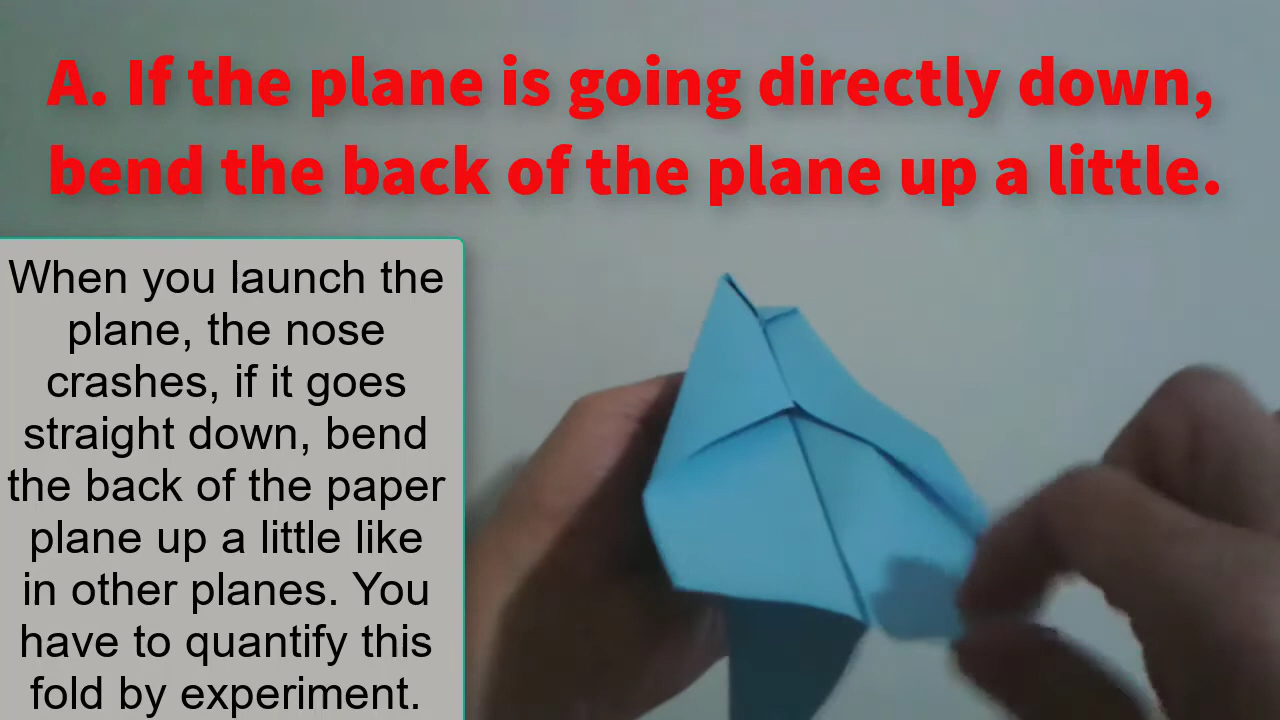 A. If the plane is going directly down,
bend the back of the plane up a little.
When you launch the
plane, the nose
crashes, if it goes
straight down, bend
the back of the paper
plane up a little like
in other planes. You
have to quantify this
fold by experiment.